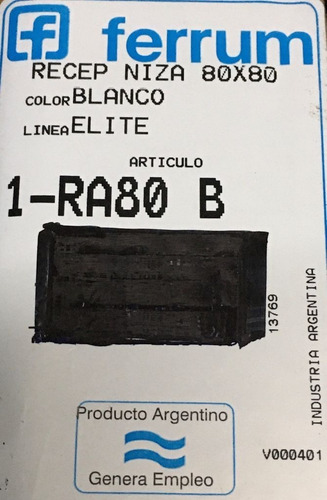 ferrum
RECEP NIZA 80X80
COLOR BLANCO
LINEA ELITE
ARTICULO
1-RA80 B
13769
INDUSTRIA ARGENTINA
Producto Argentino
Genera Empleo
V000401